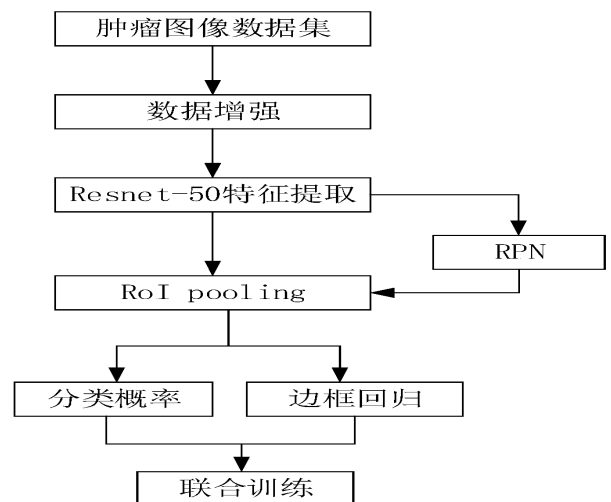 肿瘤图像数据集
数据增强
Resnet-50特征提取
RPN
RoI pooling
分类概率
边框回归
联合训练